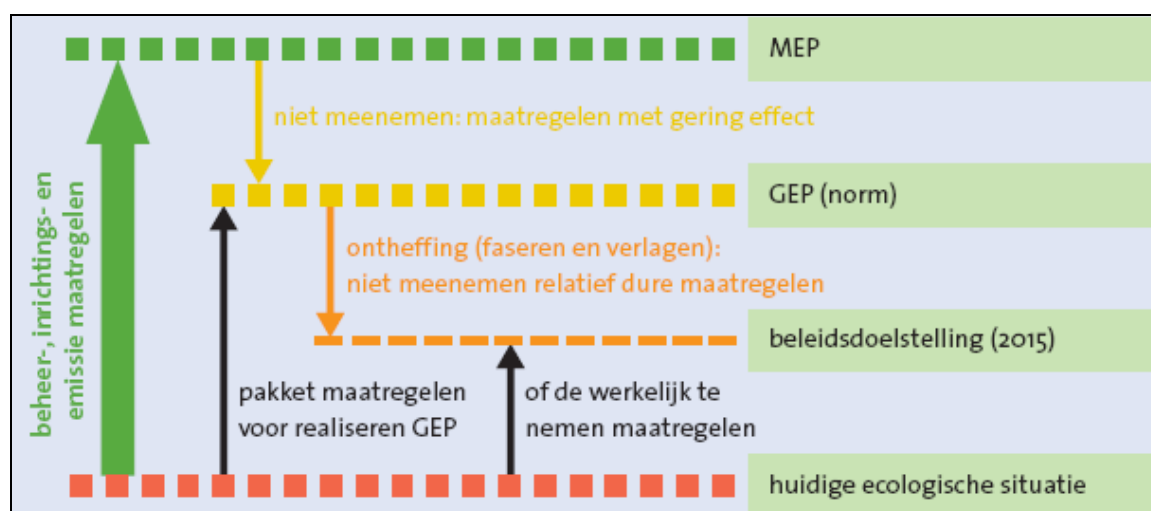 MEP
niet meenemen: maatregelen met gering effect
beheer-, inrichtings- en
emissie maatregelen
GEP (norm)
ontheffing (faseren en verlagen):
niet meenemen relatief dure maatregelen
beleidsdoelstelling (2015)
pakket maatregelen
voor realiseren GEP
of de werkelijk te
nemen maatregelen
huidige ecologische situatie